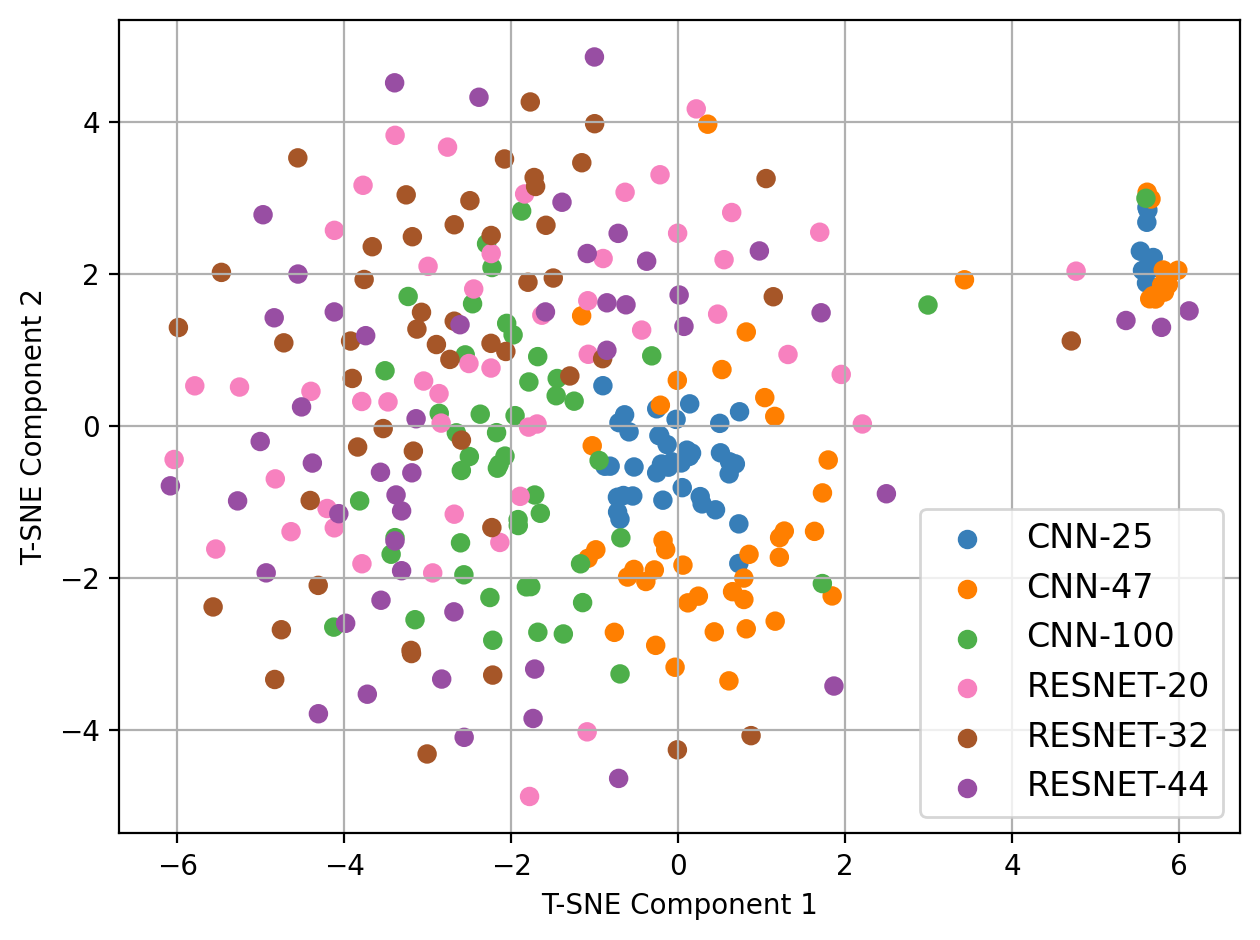 4
2
0
−2
−4
T-SNE Component 2
−6
−4
−2
0
2
4
6
T-SNE Component 1
CNN-25
CNN-47
CNN-100
RESNET-20
RESNET-32
RESNET-44